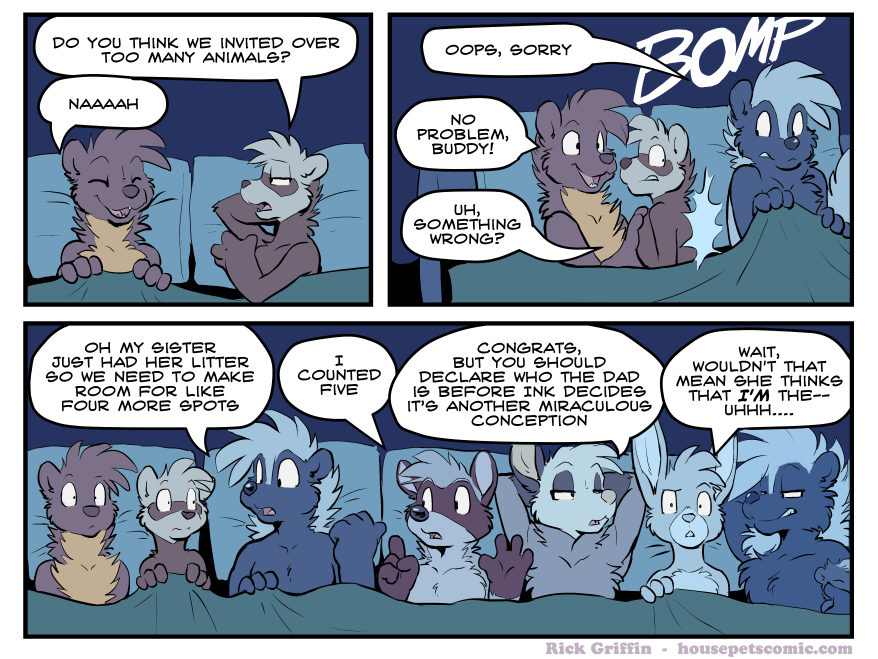 DO YOU THINK WE INVITED OVER
TOO MANY ANIMALS?
NAAAAH
OOPS, SORRY
BOMP
NO
PROBLEM,
BUDDY!
UH,
SOMETHING
WRONG?
OH MY SISTER
JUST HAD HER LITTER
SO WE NEED TO MAKE
ROOM FOR LIKE
FOUR MORE SPOTS
I
COUNTED
FIVE
CONGRATS,
BUT YOU SHOULD
DECLARE WHO THE DAD
IS BEFORE INK DECIDES
IT'S ANOTHER MIRACULOUS
CONCEPTION
WAIT,
WOULDN'T THAT
MEAN SHE THINKS
THAT I'M THE--
UHHH....
Rick Griffin - housepetscomic.com